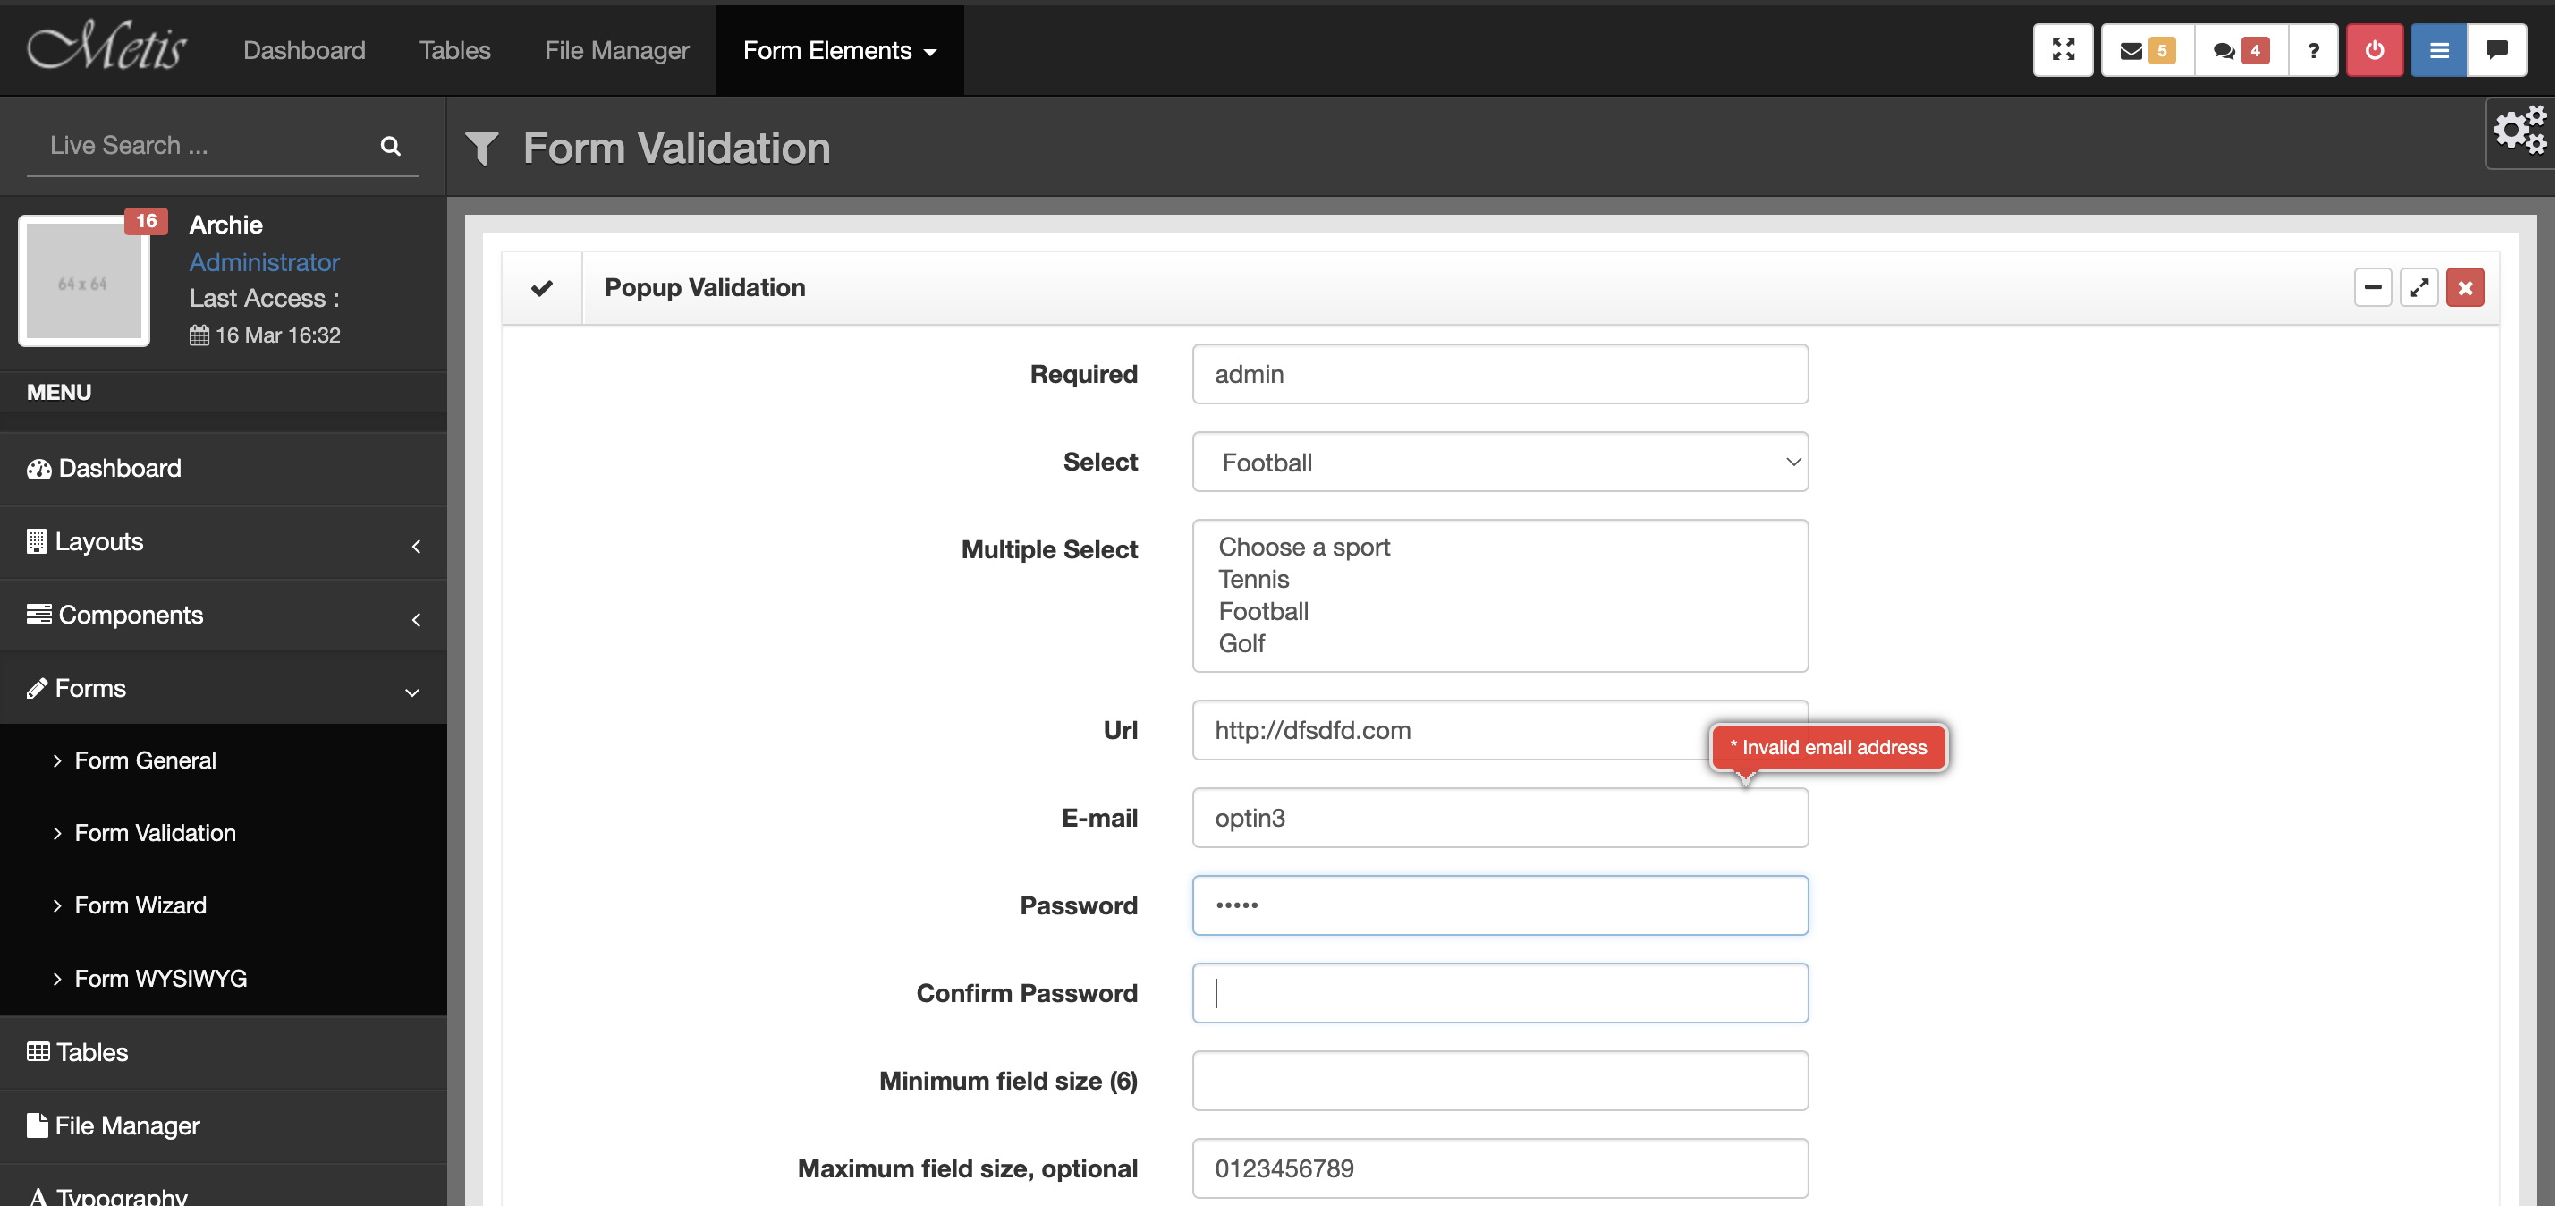 Metis Dashboard Tables File Manager Form Elements 5 4 ?
Live Search ...
Form Validation
16
64 x 64
Archie
Administrator
Last Access :
16 Mar 16:32
MENU
Dashboard
Layouts
Components
Forms
Form General
Form Validation
Form Wizard
Form WYSIWYG
Tables
File Manager
Typography
Popup Validation
Required admin
Select Football
Multiple Select Choose a sport
Tennis
Football
Golf
Url http://dfsdfd.com
* Invalid email address
E-mail optin3
Password •••••
Confirm Password
Minimum field size (6)
Maximum field size, optional 0123456789